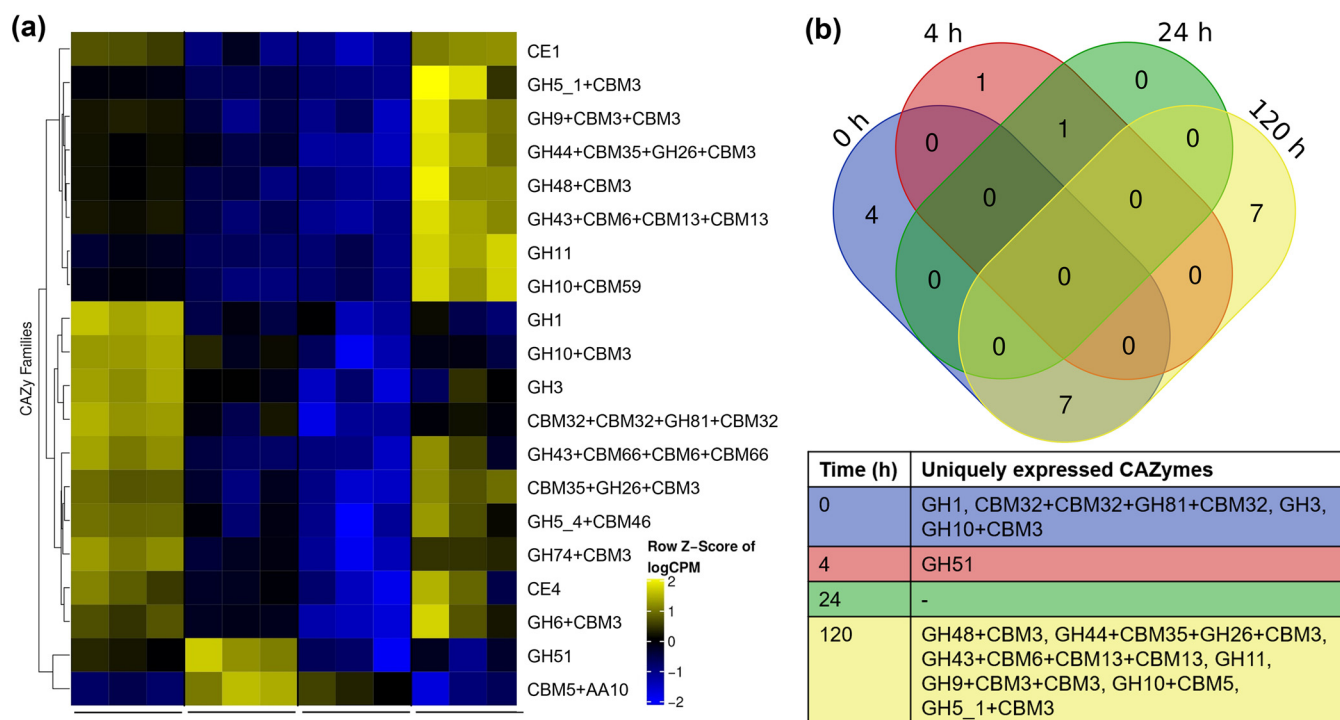 (a)
CE1
GH5_1+CBM3
GH9+CBM3+CBM3
GH44+CBM35+GH26+CBM3
GH48+CBM3
GH43+CBM6+CBM13+CBM13
GH11
GH10+CBM59
GH1
GH10+CBM3
GH3
CBM32+CBM32+GH81+CBM32
GH43+CBM66+CBM6+CBM66
CBM35+GH26+CBM3
GH5_4+CBM46
GH74+CBM3
CE4
GH6+CBM3
GH51
CBM5+AA10
CAZy Families
Row Z-Score of
logCPM
2
1
0
-1
-2
(b)
0 h
4 h
24 h
120 h
1
0
0
1
0
4
0
0
7
0
0
0
0
0
7
Time (h) Uniquely expressed CAZymes
0 GH1, CBM32+CBM32+GH81+CBM32, GH3,
GH10+CBM3
4 GH51
24 -
120 GH48+CBM3, GH44+CBM35+GH26+CBM3,
GH43+CBM6+CBM13+CBM13, GH11,
GH9+CBM3+CBM3, GH10+CBM5,
GH5_1+CBM3